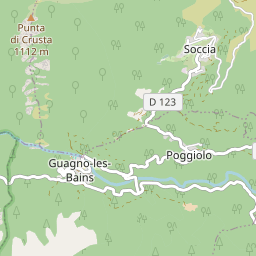 Punta
di Crusta
1112 m
Soccia
D 123
Guagno-les-
Bains
Poggiolo